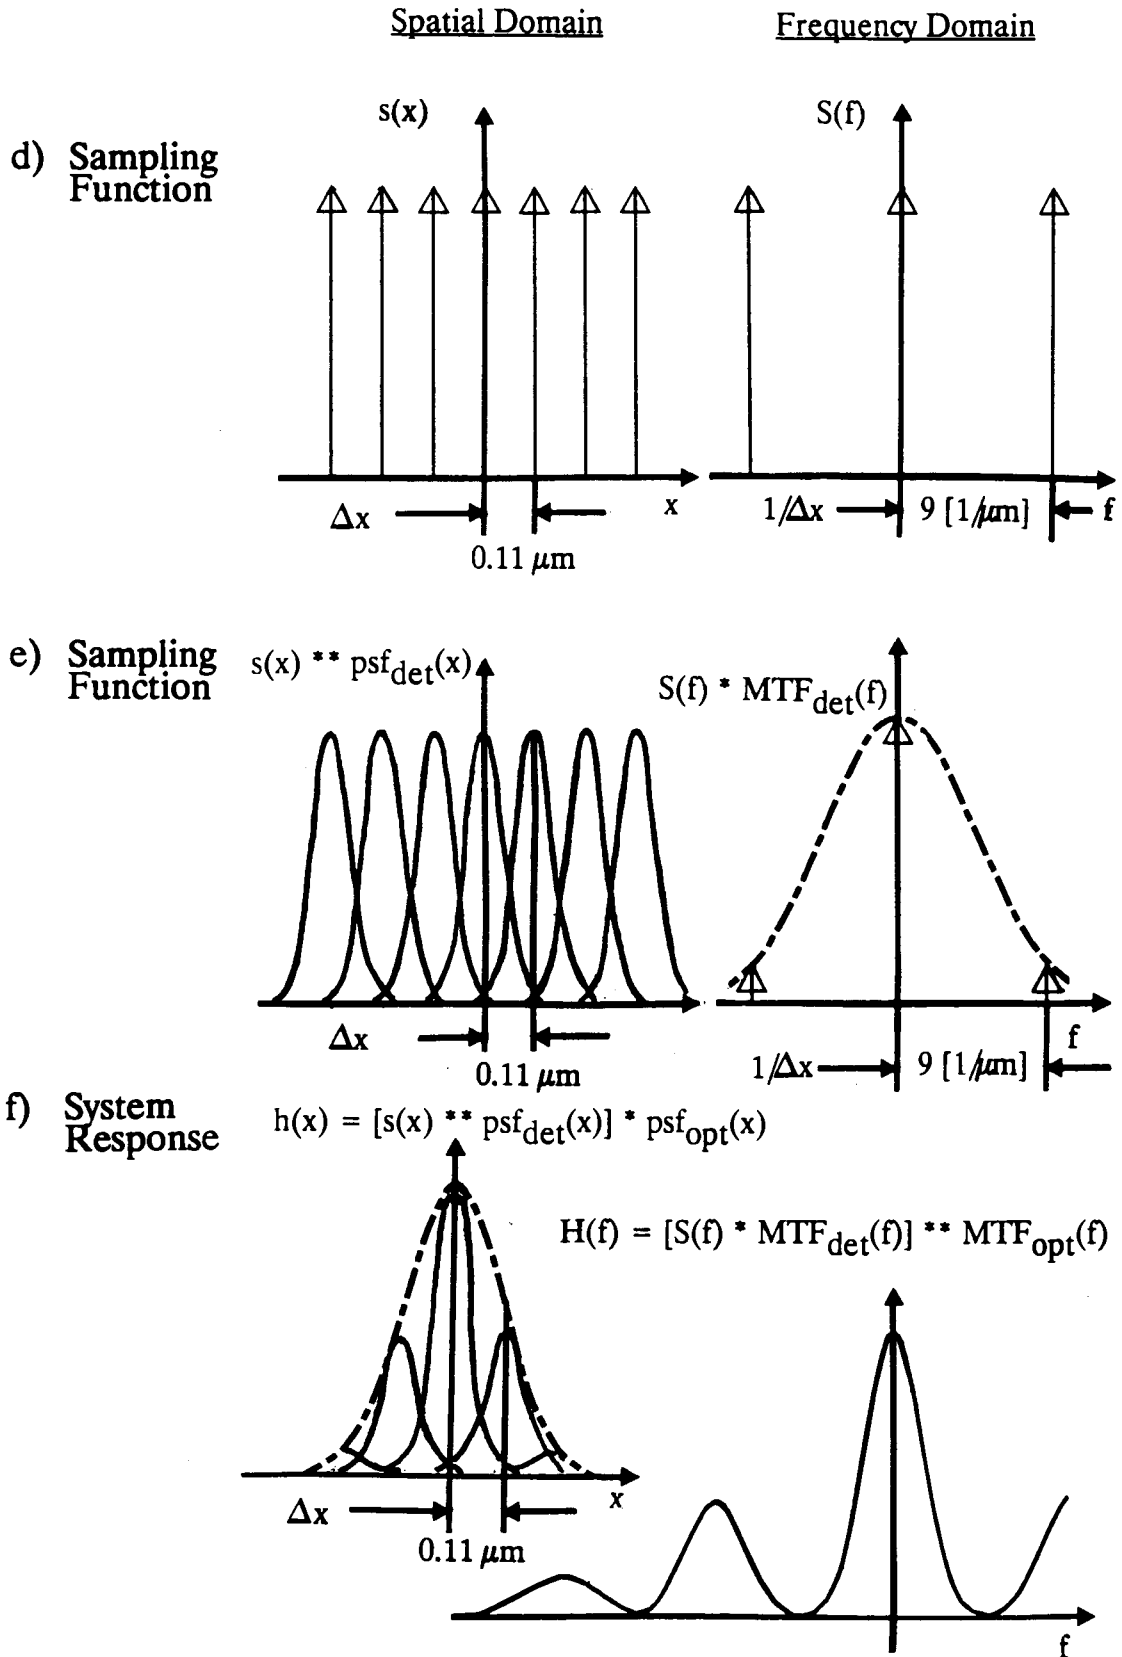 Spatial Domain
Frequency Domain
d) Sampling
Function
s(x)
S(f)
Δx
0.11 μm
x
1/Δx
9 [1/μm]
f
e) Sampling
Function
s(x) ** psf_det(x)
S(f) * MTF_det(f)
Δx
0.11 μm
1/Δx
9 [1/μm]
f
f) System
Response
h(x) = [s(x) ** psf_det(x)] * psf_opt(x)
H(f) = [S(f) * MTF_det(f)] ** MTF_opt(f)
Δx
0.11 μm
x
f